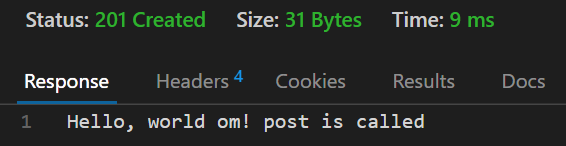 Status: 201 Created Size: 31 Bytes Time: 9 ms
Response Headers 4 Cookies Results Docs
1 Hello, world om! post is called